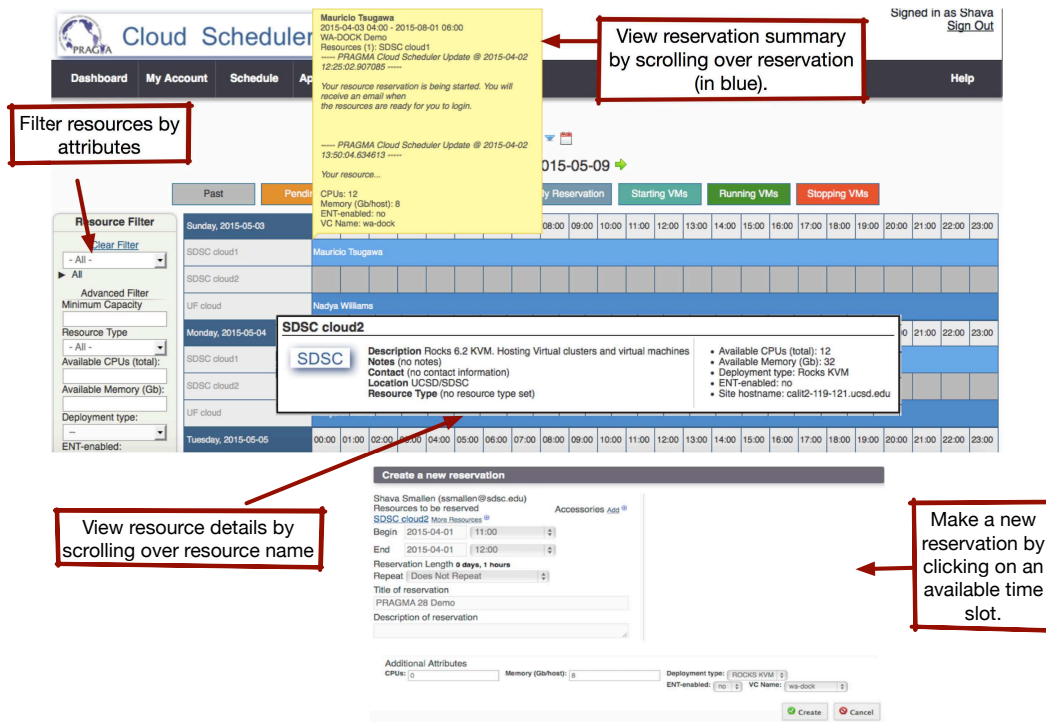 Signed in as Shava
Sign Out
PRAGMA
Cloud Scheduler
Mauricio Tsugawa
2015-04-03 04:00 - 2015-08-01 06:00
WA-DOCK Demo
Resources (1): SDSC cloud1
----- PRAGMA Cloud Scheduler Update @ 2015-04-02
12:25:02.907085 -----
Your resource reservation is being started. You will
receive an email when
the resources are ready for you to login.
----- PRAGMA Cloud Scheduler Update @ 2015-04-02
13:50:04.634613 -----
Your resource...
CPUs: 12
Memory (Gb/host): 8
ENT-enabled: no
VC Name: wa-dock
View reservation summary
by scrolling over reservation
(in blue).
Dashboard My Account Schedule Ap Help
Filter resources by
attributes
015-05-09
Past Pendin y Reservation Starting VMs Running VMs Stopping VMs
Resource Filter
Clear Filter
- All -
All
Advanced Filter
Minimum Capacity
Resource Type
- All -
Available CPUs (total):
Available Memory (Gb):
Deployment type:
--
ENT-enabled:
Sunday, 2015-05-03 08:00 09:00 10:00 11:00 12:00 13:00 14:00 15:00 16:00 17:00 18:00 19:00 20:00 21:00 22:00 23:00
SDSC cloud1 Mauricio Tsugawa
SDSC cloud2
UF cloud Nadya Williams
Monday, 2015-05-04 0 21:00 22:00 23:00
SDSC cloud1
SDSC cloud2
UF cloud
Tuesday, 2015-05-05 00:00 01:00 02:00 03:00 04:00 05:00 06:00 07:00 08:00 09:00 10:00 11:00 12:00 13:00 14:00 15:00 16:00 17:00 18:00 19:00 20:00 21:00 22:00 23:00
SDSC cloud2
SDSC
Description Rocks 6.2 KVM. Hosting Virtual clusters and virtual machines
Notes (no notes)
Contact (no contact information)
Location UCSD/SDSC
Resource Type (no resource type set)
• Available CPUs (total): 12
• Available Memory (Gb): 32
• Deployment type: Rocks KVM
• ENT-enabled: no
• Site hostname: calit2-119-121.ucsd.edu
View resource details by
scrolling over resource name
Create a new reservation
Shava Smallen (ssmallen@sdsc.edu)
Resources to be reserved Accessories Add
SDSC cloud2 More Resources
Begin 2015-04-01 11:00
End 2015-04-01 12:00
Reservation Length 0 days, 1 hours
Repeat Does Not Repeat
Title of reservation
PRAGMA 28 Demo
Description of reservation
Additional Attributes
CPUs: 0 Memory (Gb/host): 8 Deployment type: ROCKS KVM
ENT-enabled: no VC Name: wa-dock
Create Cancel
Make a new
reservation by
clicking on an
available time
slot.